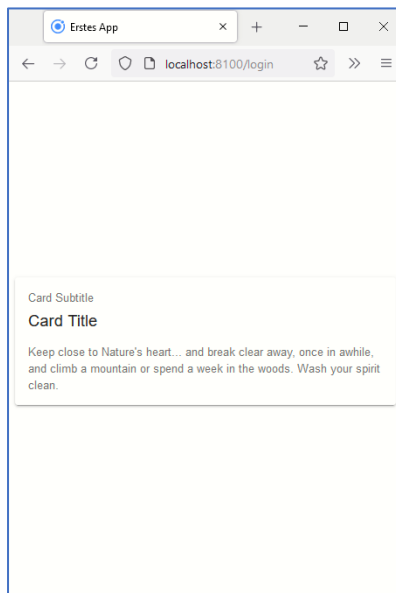 Erstes App
localhost:8100/login
Card Subtitle
Card Title
Keep close to Nature's heart... and break clear away, once in awhile,
and climb a mountain or spend a week in the woods. Wash your spirit
clean.